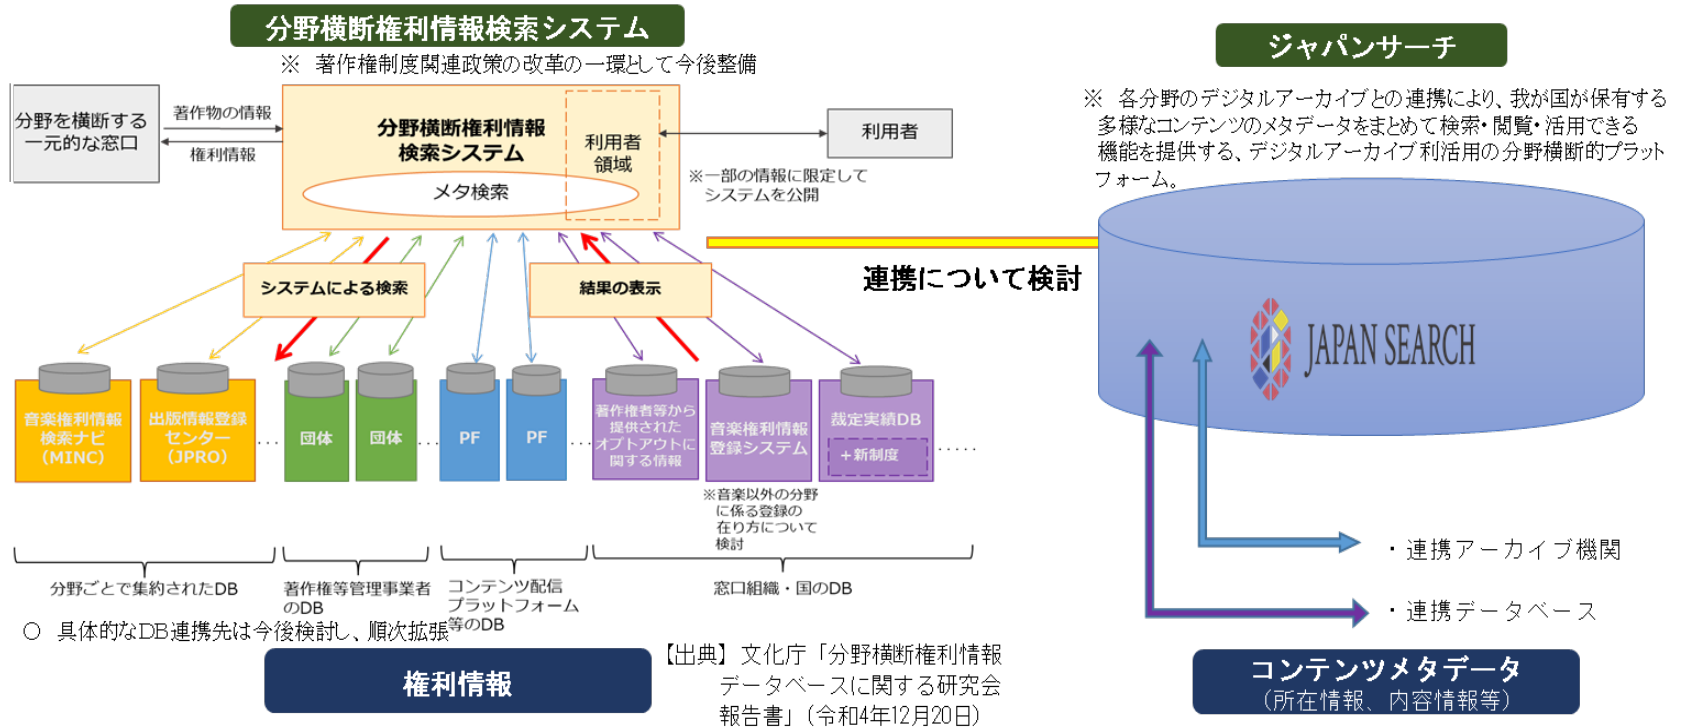 分野横断権利情報検索システム
※ 著作権制度関連政策の改革の一環として今後整備
分野を横断する
一元的な窓口
著作物の情報
権利情報
分野横断権利情報
検索システム
メタ検索
利用者
領域
利用者
※一部の情報に限定して
システムを公開
システムによる検索
結果の表示
連携について検討
音楽権利情報
検索ナビ
(MINC)
出版情報登録
センター
(JPRO)
...
団体
団体
...
PF
PF
...
著作権者等から
提供された
オプトアウトに
関する情報
音楽権利情報
登録システム
裁定実績DB
+新制度
.....
※音楽以外の分野
に係る登録の
在り方について
検討
分野ごとで集約されたDB
著作権等管理事業者
のDB
コンテンツ配信
プラットフォーム
等のDB
窓口組織・国のDB
○ 具体的なDB連携先は今後検討し、順次拡張
権利情報
【出典】文化庁「分野横断権利情報
データベースに関する研究会
報告書」(令和4年12月20日)
ジャパンサーチ
※ 各分野のデジタルアーカイブとの連携により、我が国が保有する
多様なコンテンツのメタデータをまとめて検索・閲覧・活用できる
機能を提供する、デジタルアーカイブ利活用の分野横断的プラット
フォーム。
JAPAN SEARCH
・連携アーカイブ機関
・連携データベース
コンテンツメタデータ
(所在情報、内容情報等)